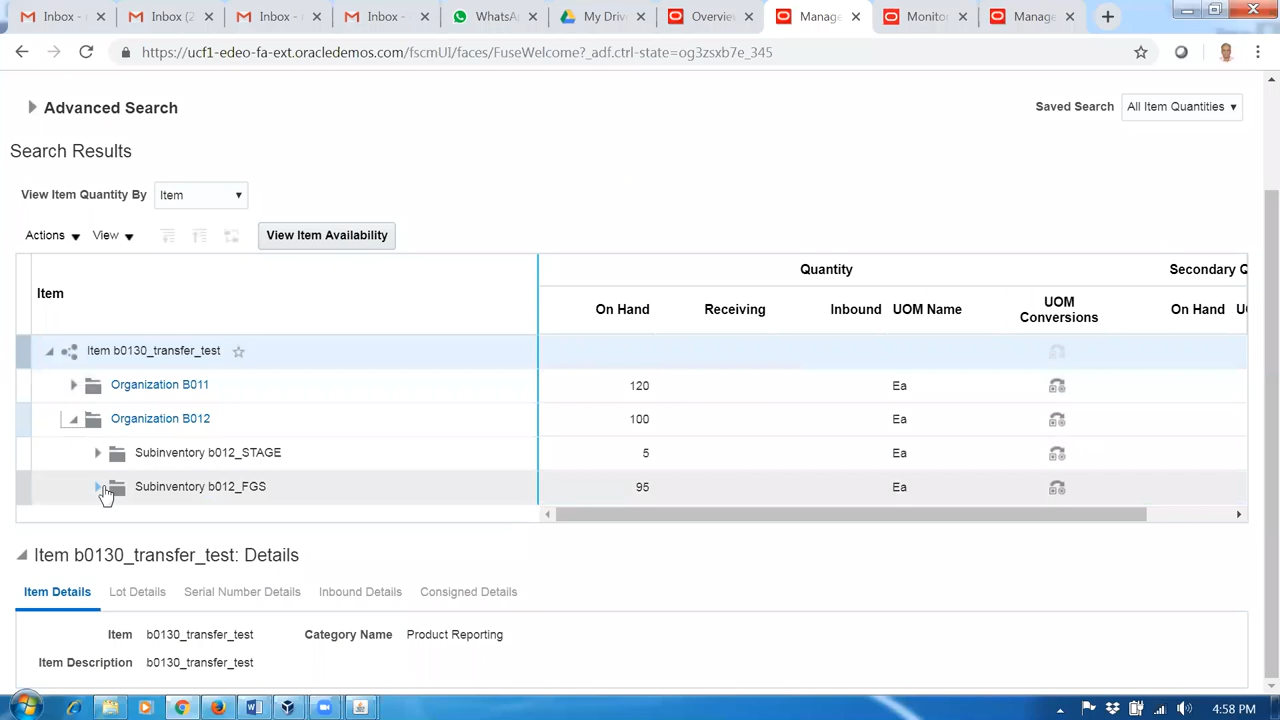 Inbox - Inbox - Inbox - Inbox - WhatsA My Drive Overvie Manage Monitor Manage
https://ucf1-edeo-fa-ext.oracledemos.com/fscmUI/faces/FuseWelcome?_adf.ctrl-state=og3zsxb7e_345
Advanced Search Saved Search All Item Quantities
Search Results
View Item Quantity By Item
Actions View View Item Availability
Quantity Secondary Q
Item On Hand Receiving Inbound UOM Name UOM Conversions On Hand
Item b0130_transfer_test
Organization B011 120 Ea
Organization B012 100 Ea
Subinventory b012_STAGE 5 Ea
Subinventory b012_FGS 95 Ea
Item b0130_transfer_test: Details
Item Details Lot Details Serial Number Details Inbound Details Consigned Details
Item b0130_transfer_test Category Name Product Reporting
Item Description b0130_transfer_test
4:58 PM